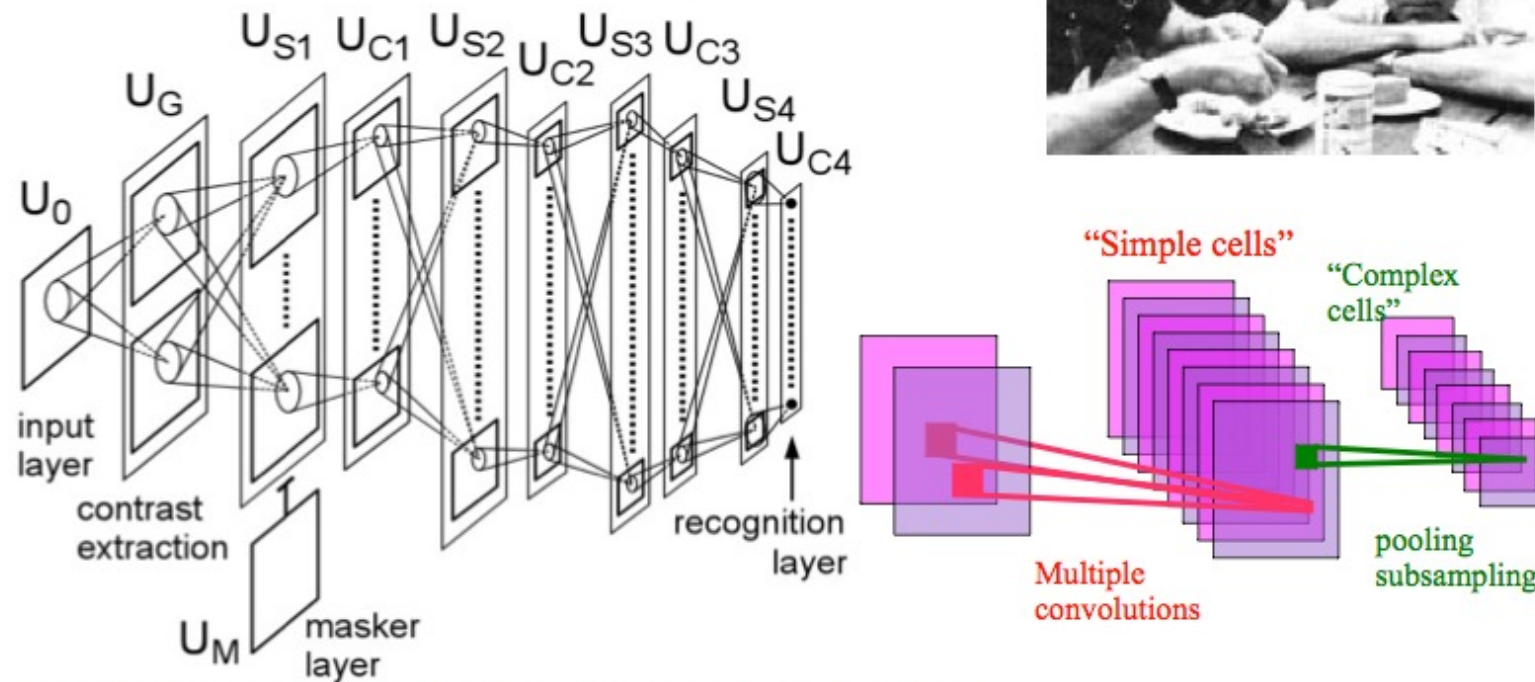 U_0
input
layer
U_G
contrast
extraction
U_S1
U_C1
U_S2
U_C2
U_S3
U_C3
U_S4
U_C4
recognition
layer
U_M
masker
layer
“Simple cells”
“Complex
cells”
Multiple
convolutions
pooling
subsampling